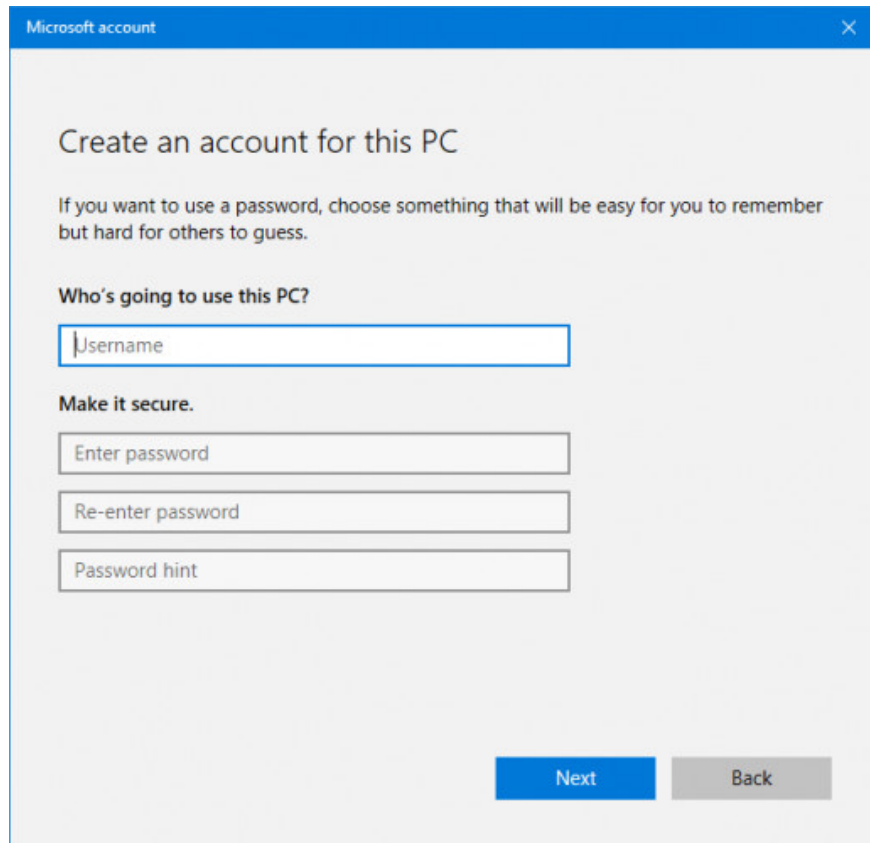 Microsoft account
Create an account for this PC
If you want to use a password, choose something that will be easy for you to remember
but hard for others to guess.
Who's going to use this PC?
Username
Make it secure.
Enter password
Re-enter password
Password hint
Next Back